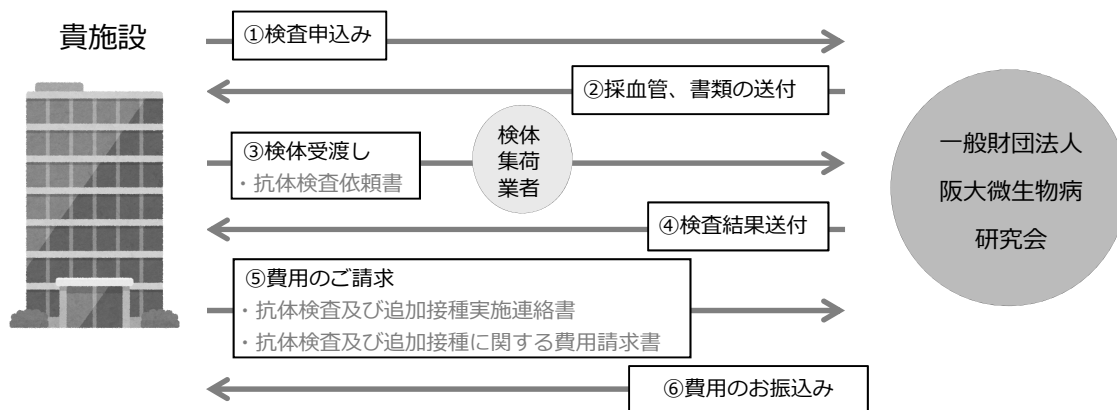 貴施設
①検査申込み
②採血管、書類の送付
③検体受渡し
・抗体検査依頼書
検体
集荷
業者
一般財団法人
阪大微生物病
研究会
④検査結果送付
⑤費用のご請求
・抗体検査及び追加接種実施連絡書
・抗体検査及び追加接種に関する費用請求書
⑥費用のお振込み